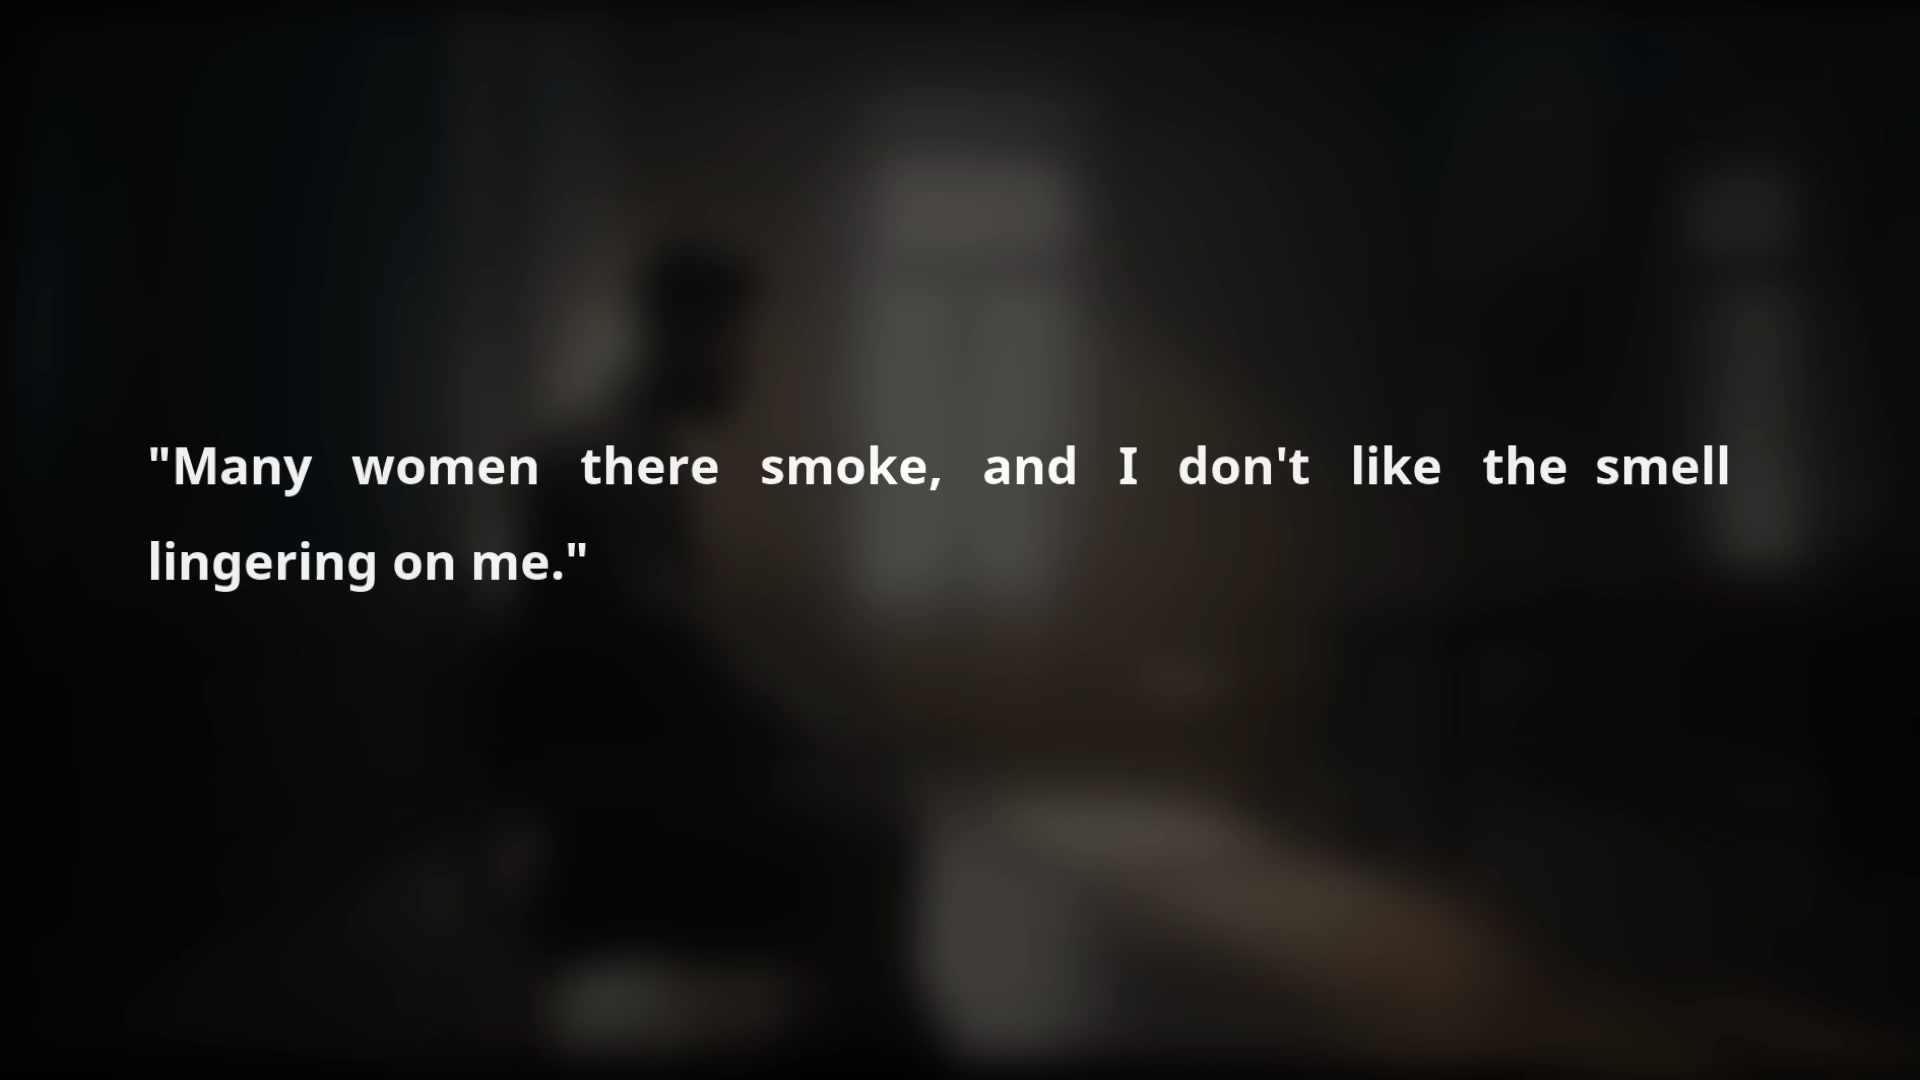 "Many women there smoke, and I don't like the smell
lingering on me."